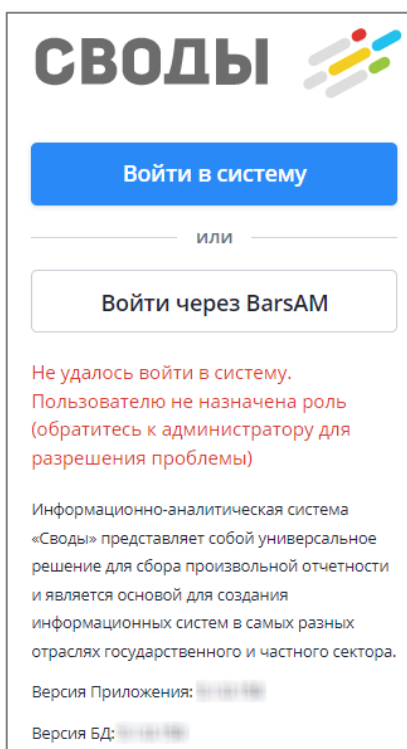 СВОДЫ
Войти в систему
или
Войти через BarsAM
Не удалось войти в систему.
Пользователю не назначена роль
(обратитесь к администратору для
разрешения проблемы)
Информационно-аналитическая система
«Своды» представляет собой универсальное
решение для сбора произвольной отчетности
и является основой для создания
информационных систем в самых разных
отраслях государственного и частного сектора.
Версия Приложения:
Версия БД: